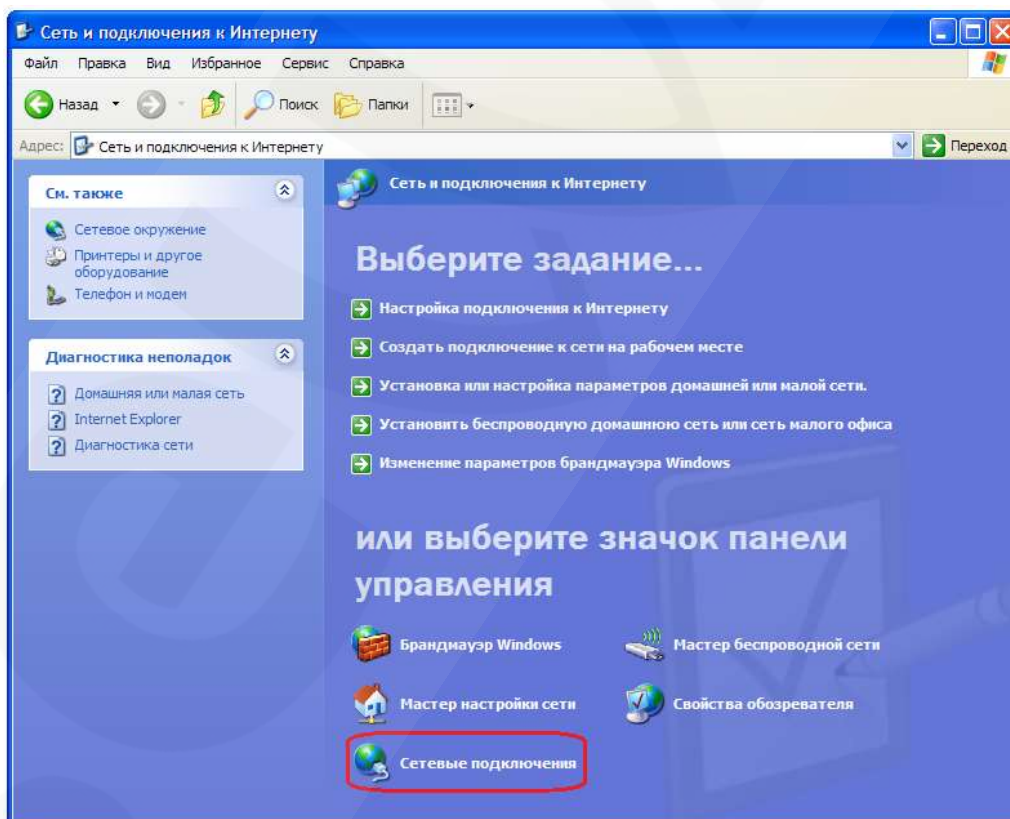 Сеть и подключения к Интернету
Файл Правка Вид Избранное Сервис Справка
Назад Поиск Папки
Адрес: Сеть и подключения к Интернету Переход
См. также
Сетевое окружение
Принтеры и другое
оборудование
Телефон и модем
Диагностика неполадок
Домашняя или малая сеть
Internet Explorer
Диагностика сети
Сеть и подключения к Интернету
Выберите задание...
Настройка подключения к Интернету
Создать подключение к сети на рабочем месте
Установка или настройка параметров домашней или малой сети.
Установить беспроводную домашнюю сеть или сеть малого офиса
Изменение параметров брандмауэра Windows
или выберите значок панели
управления
Брандмауэр Windows
Мастер беспроводной сети
Мастер настройки сети
Свойства обозревателя
Сетевые подключения